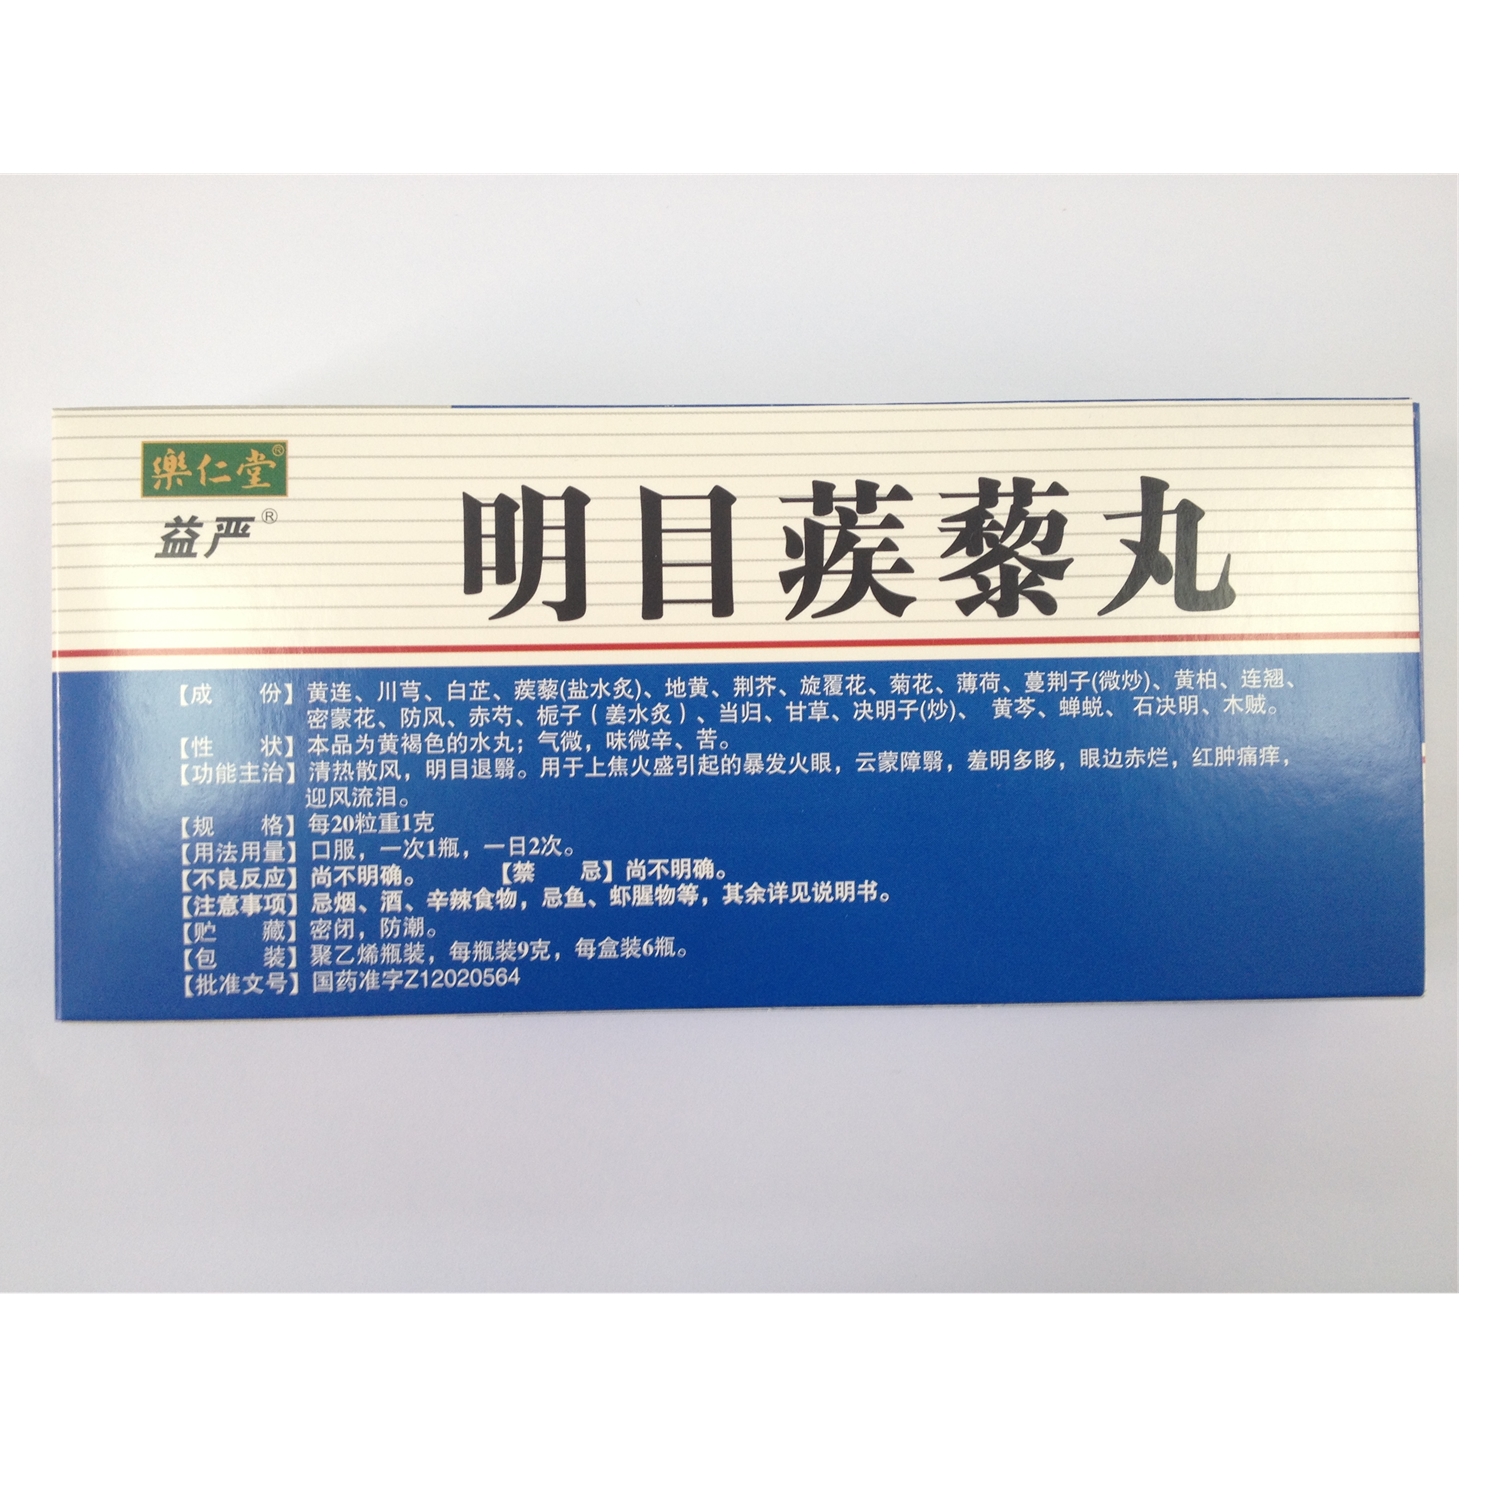 樂仁堂®
益严®
明目蒺藜丸
【成　份】黄连、川芎、白芷、蒺藜(盐水炙)、地黄、荆芥、旋覆花、菊花、薄荷、蔓荆子(微炒)、黄柏、连翘、
密蒙花、防风、赤芍、栀子（姜水炙）、当归、甘草、决明子(炒)、 黄芩、蝉蜕、石决明、木贼。
【性　状】本品为黄褐色的水丸；气微，味微辛、苦。
【功能主治】清热散风，明目退翳。用于上焦火盛引起的暴发火眼，云蒙障翳，羞明多眵，眼边赤烂，红肿痛痒，
迎风流泪。
【规　格】每20粒重1克
【用法用量】口服，一次1瓶，一日2次。
【不良反应】尚不明确。　【禁　忌】尚不明确。
【注意事项】忌烟、酒、辛辣食物，忌鱼、虾腥物等，其余详见说明书。
【贮　藏】密闭，防潮。
【包　装】聚乙烯瓶装，每瓶装9克，每盒装6瓶。
【批准文号】国药准字Z12020564